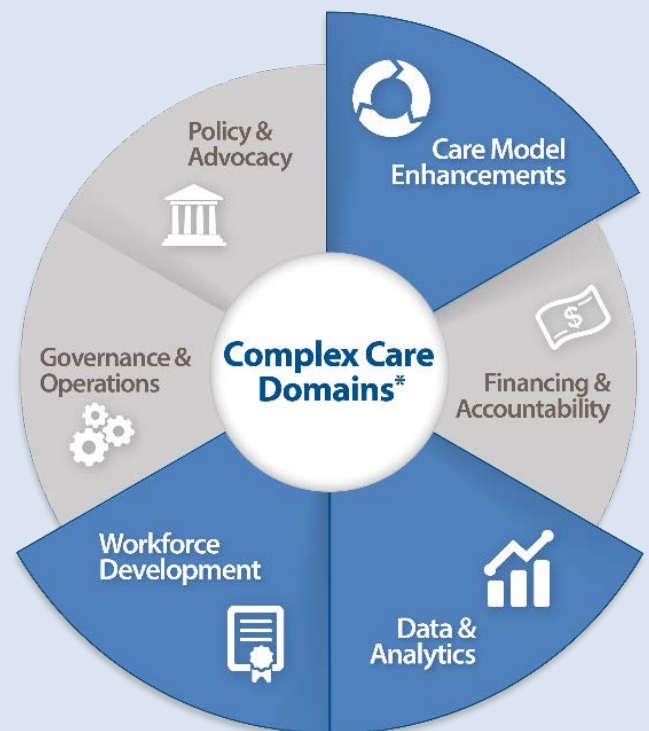 Policy &
Advocacy
Care Model
Enhancements
Governance &
Operations
Complex Care
Domains*
$
Financing &
Accountability
Workforce
Development
Data &
Analytics